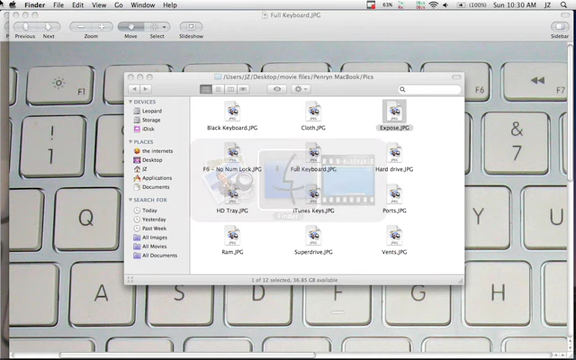 Finder File Edit View Go Window Help
63%
(100%) Sun 10:30 AM JZ
Full Keyboard.JPG
Previous Next Zoom Move Select Slideshow Sidebar
/Users/JZ/Desktop/movie files/Penryn MacBook/Pics
DEVICES
Leopard
Storage
iDisk
PLACES
the internets
Desktop
JZ
Applications
Documents
SEARCH FOR
Today
Yesterday
Past Week
All Images
All Movies
All Documents
Black Keyboard.JPG Cloth.JPG Expose.JPG
F6 - No Num Lock.JPG Full Keyboard.JPG Hard drive.JPG
HD Tray.JPG iTunes Keys.JPG Ports.JPG
Finder
Ram.JPG Superdrive.JPG Vents.JPG
1 of 12 selected, 36.85 GB available
F1
F6
&
7
Q
U
A S D F G H